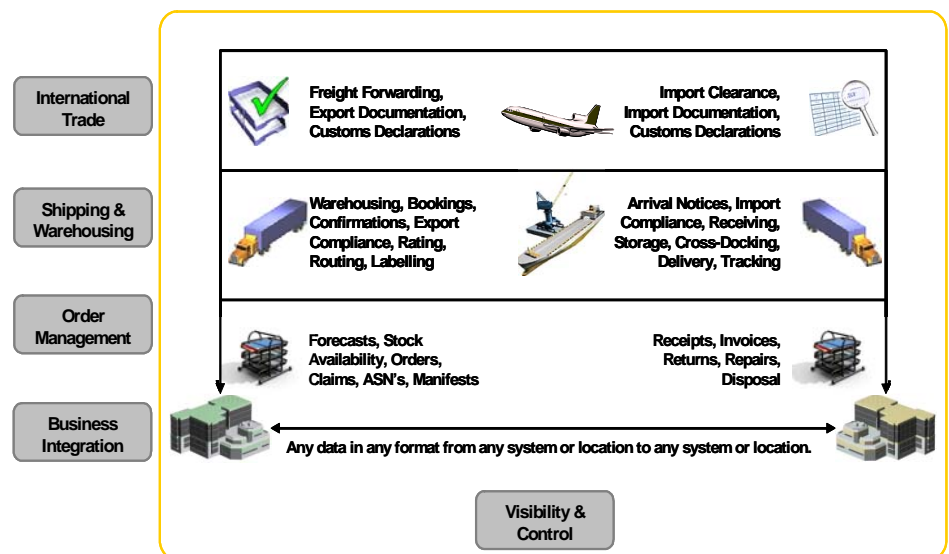 International
Trade
Freight Forwarding,
Export Documentation,
Customs Declarations
Import Clearance,
Import Documentation,
Customs Declarations
Shipping &
Warehousing
Warehousing, Bookings,
Confirmations, Export
Compliance, Rating,
Routing, Labelling
Arrival Notices, Import
Compliance, Receiving,
Storage, Cross-Docking,
Delivery, Tracking
Order
Management
Forecasts, Stock
Availability, Orders,
Claims, ASN's, Manifests
Receipts, Invoices,
Returns, Repairs,
Disposal
Business
Integration
Any data in any format from any system or location to any system or location.
Visibility &
Control